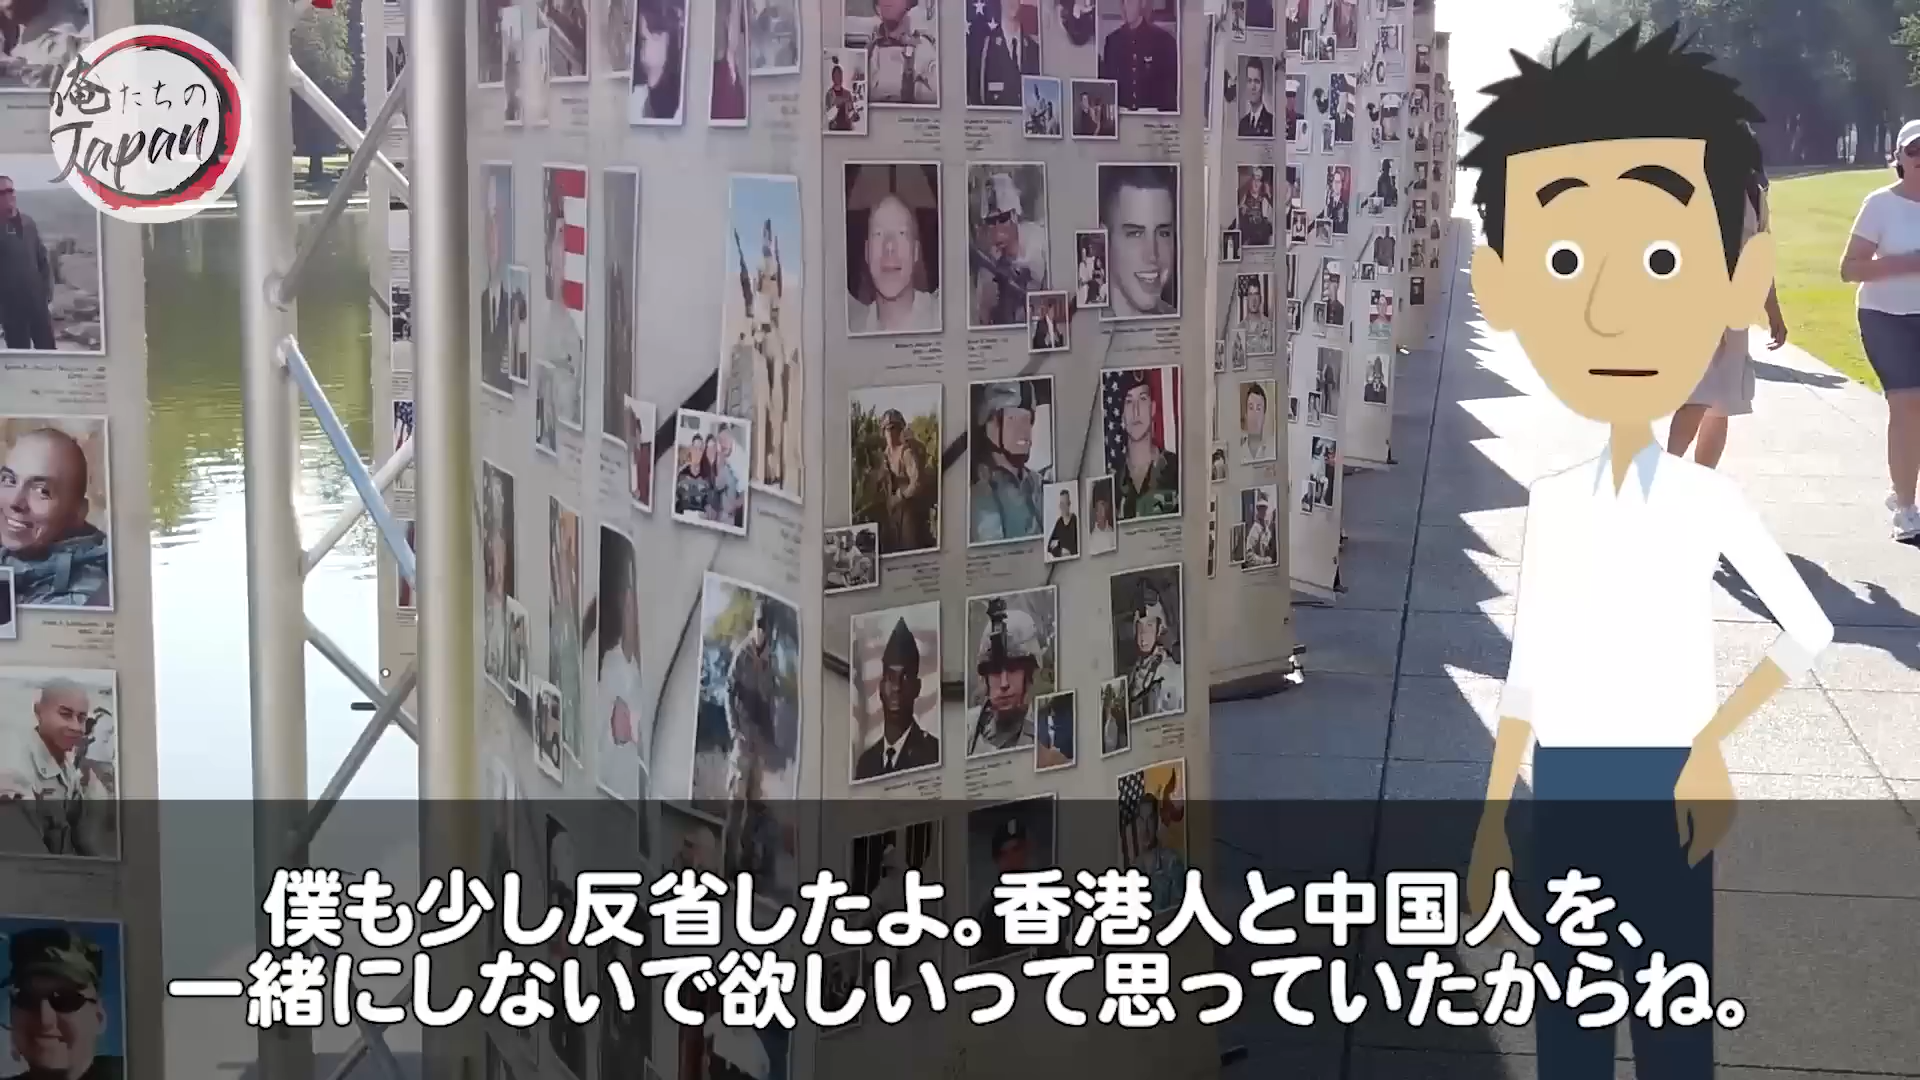 俺たちの
Japan
僕も少し反省したよ。香港人と中国人を、
一緒にしないで欲しいって思っていたからね。